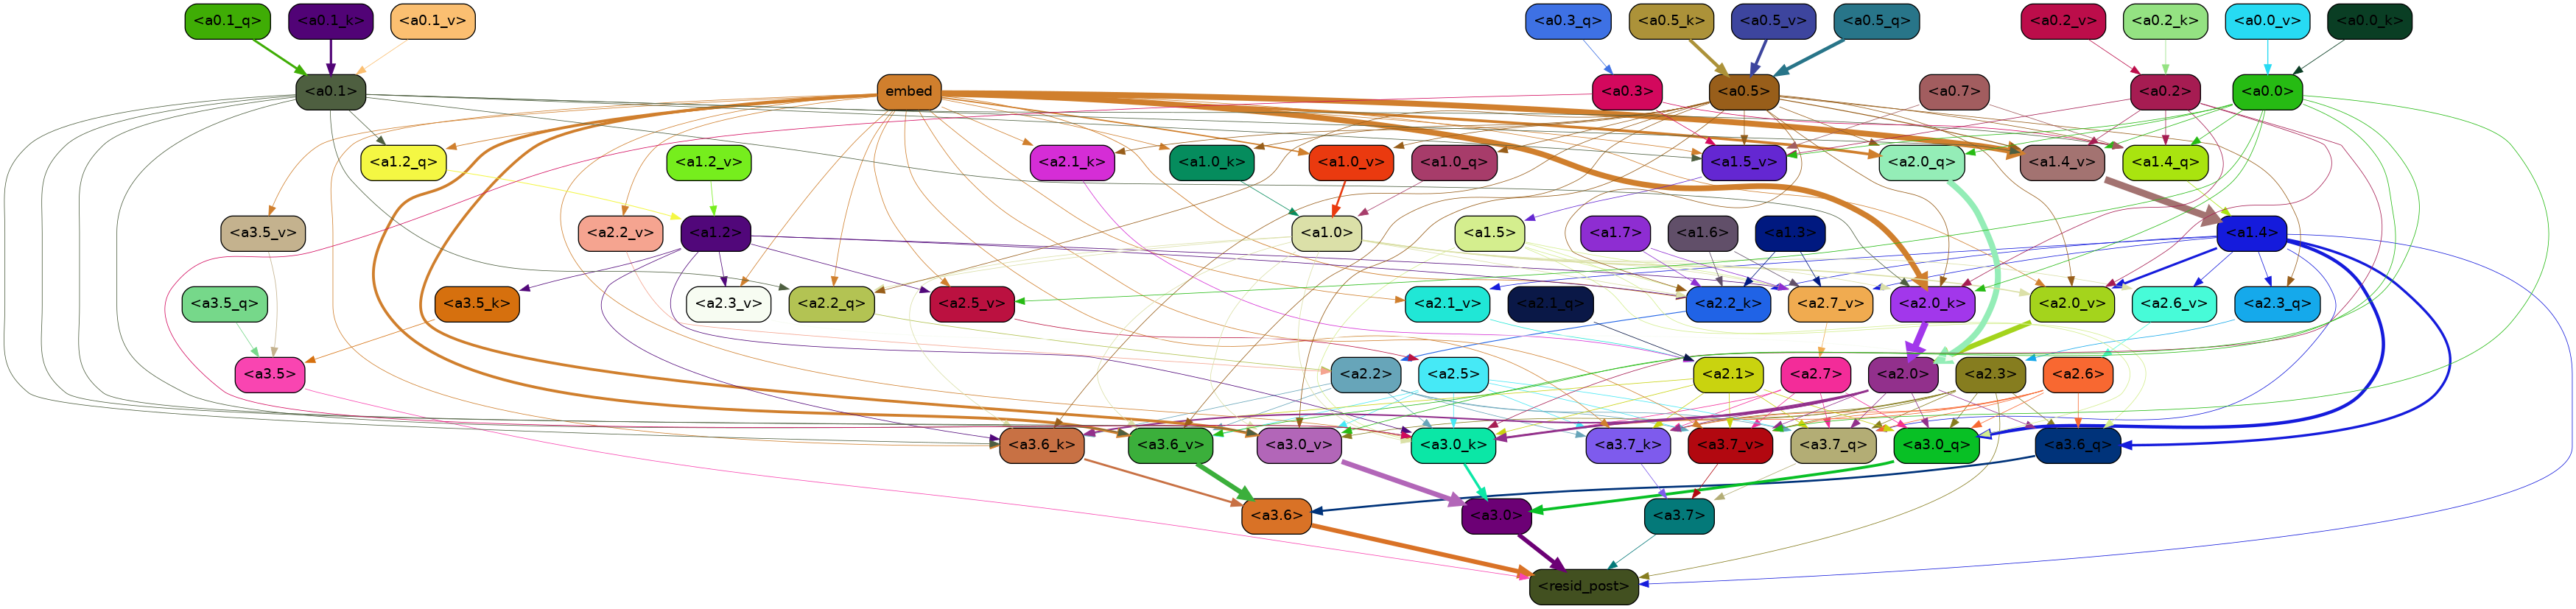 <a0.1_q> <a0.1_k> <a0.1_v> <a0.3_q> <a0.5_k> <a0.5_v> <a0.5_q> <a0.2_v> <a0.2_k> <a0.0_v> <a0.0_k>
<a0.1> embed <a0.3> <a0.5> <a0.7> <a0.2> <a0.0>
<a1.2_q> <a1.2_v> <a2.1_k> <a1.0_k> <a1.0_v> <a1.0_q> <a1.5_v> <a2.0_q> <a1.4_v> <a1.4_q>
<a3.5_v> <a2.2_v> <a1.2> <a1.0> <a1.5> <a1.7> <a1.6> <a1.3> <a1.4>
<a3.5_q> <a3.5_k> <a2.3_v> <a2.2_q> <a2.5_v> <a2.1_v> <a2.1_q> <a2.2_k> <a2.7_v> <a2.0_k> <a2.0_v> <a2.6_v> <a2.3_q>
<a3.5> <a2.2> <a2.5> <a2.1> <a2.7> <a2.0> <a2.3> <a2.6>
<a3.6_k> <a3.6_v> <a3.0_v> <a3.0_k> <a3.7_k> <a3.7_v> <a3.7_q> <a3.0_q> <a3.6_q>
<a3.6> <a3.0> <a3.7>
<resid_post>